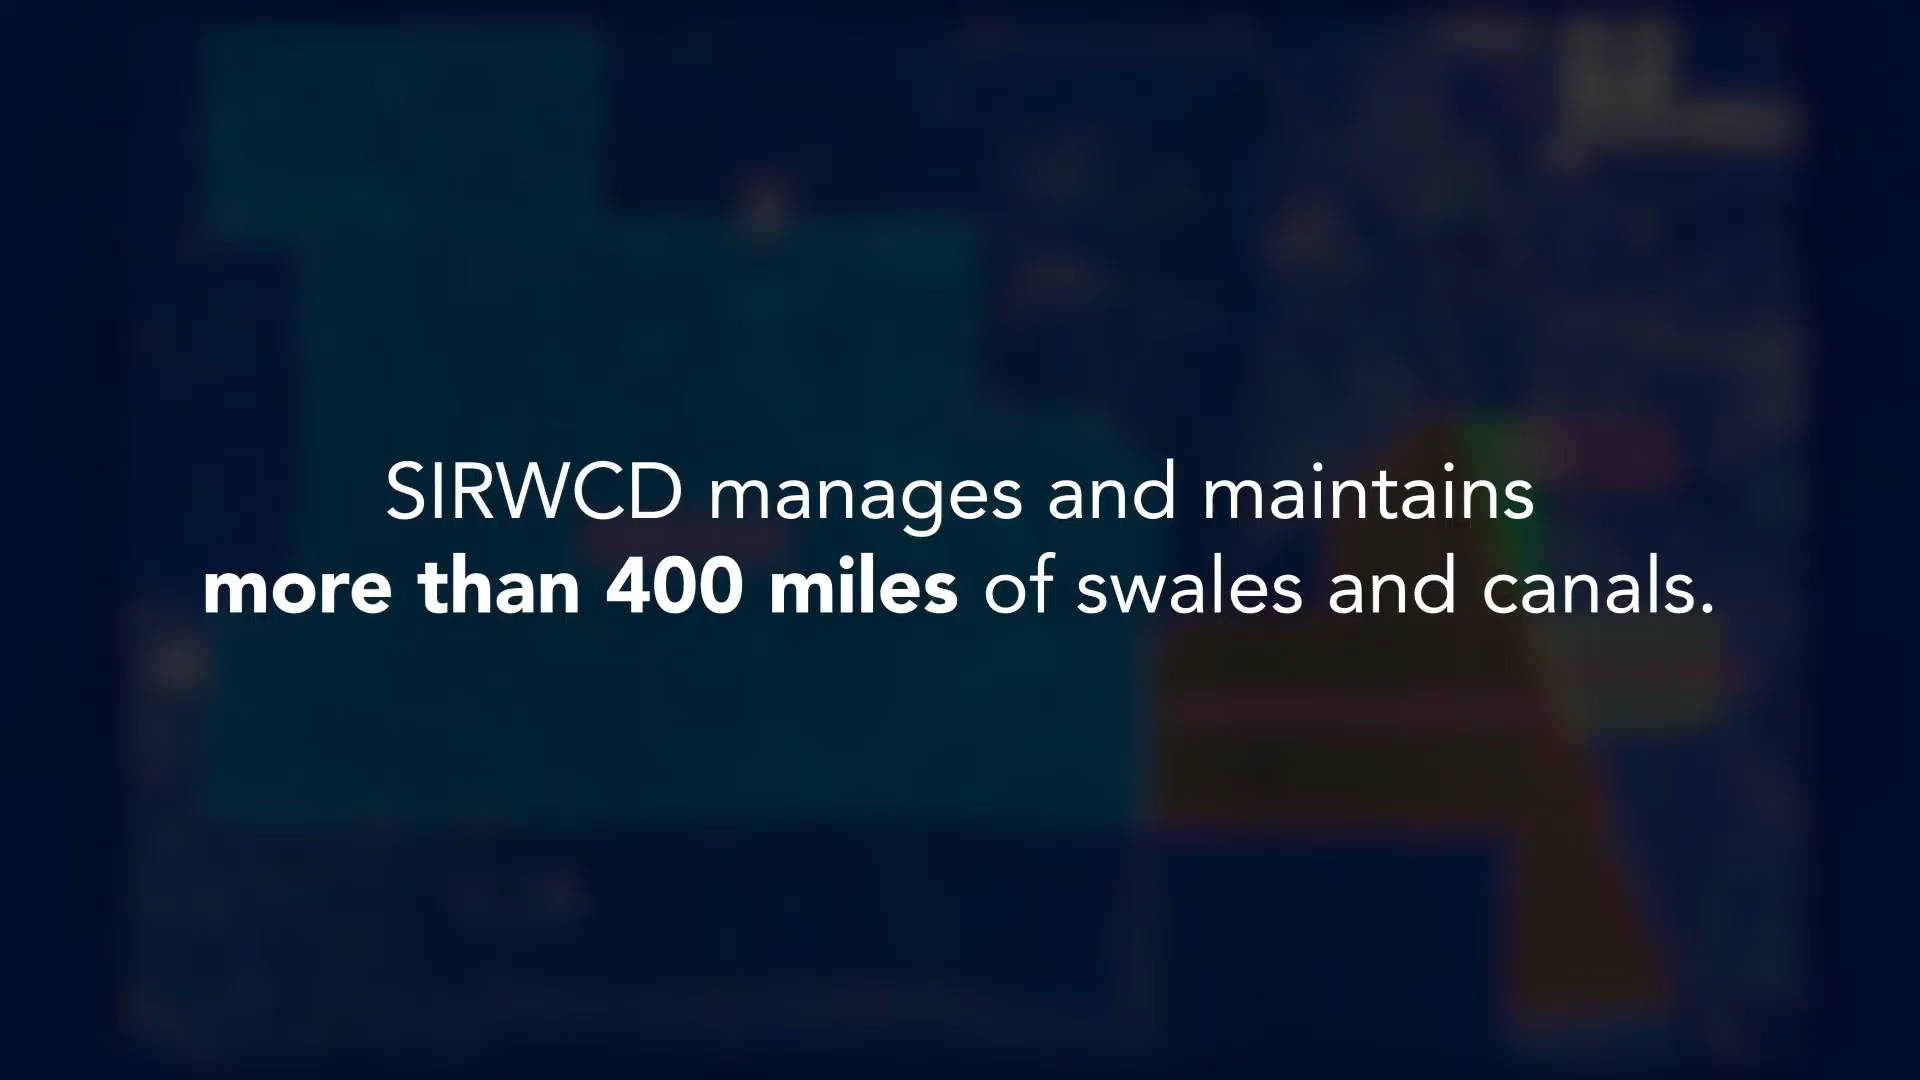 SIRWCD manages and maintains
more than 400 miles of swales and canals.